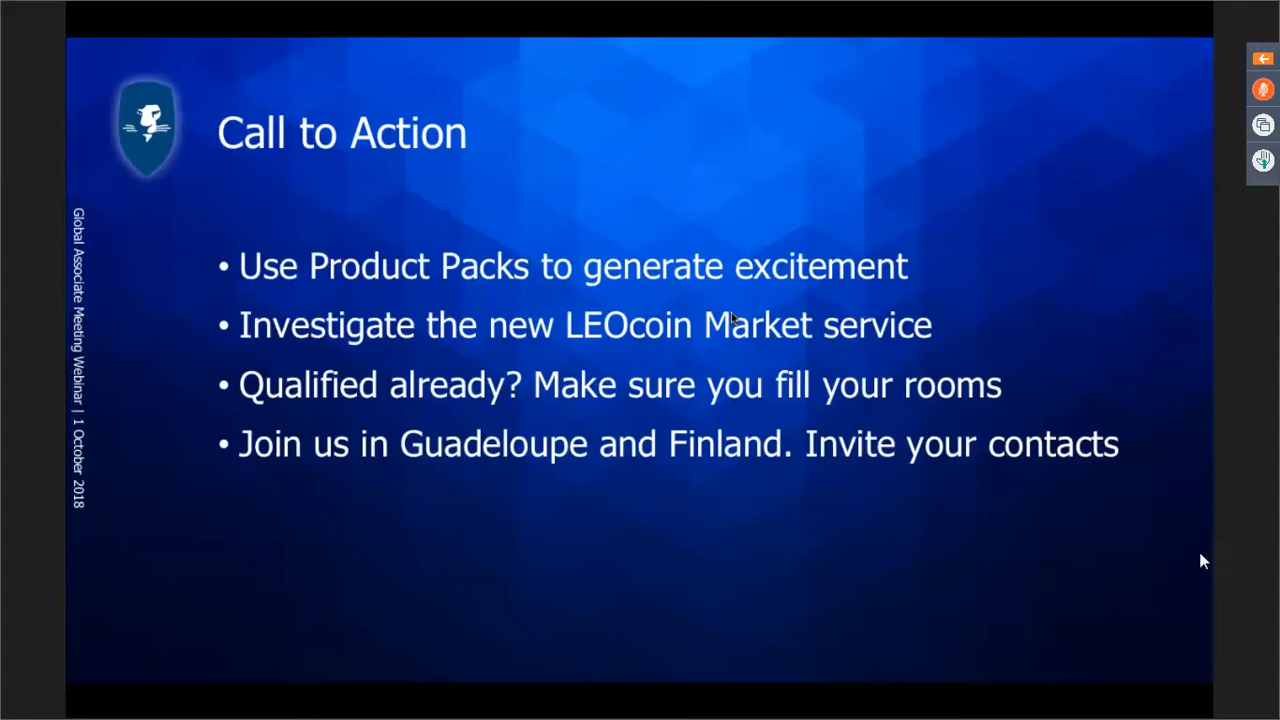 Call to Action
• Use Product Packs to generate excitement
• Investigate the new LEOcoin Market service
• Qualified already? Make sure you fill your rooms
• Join us in Guadeloupe and Finland. Invite your contacts
Global Associate Meeting Webinar | 1 October 2018